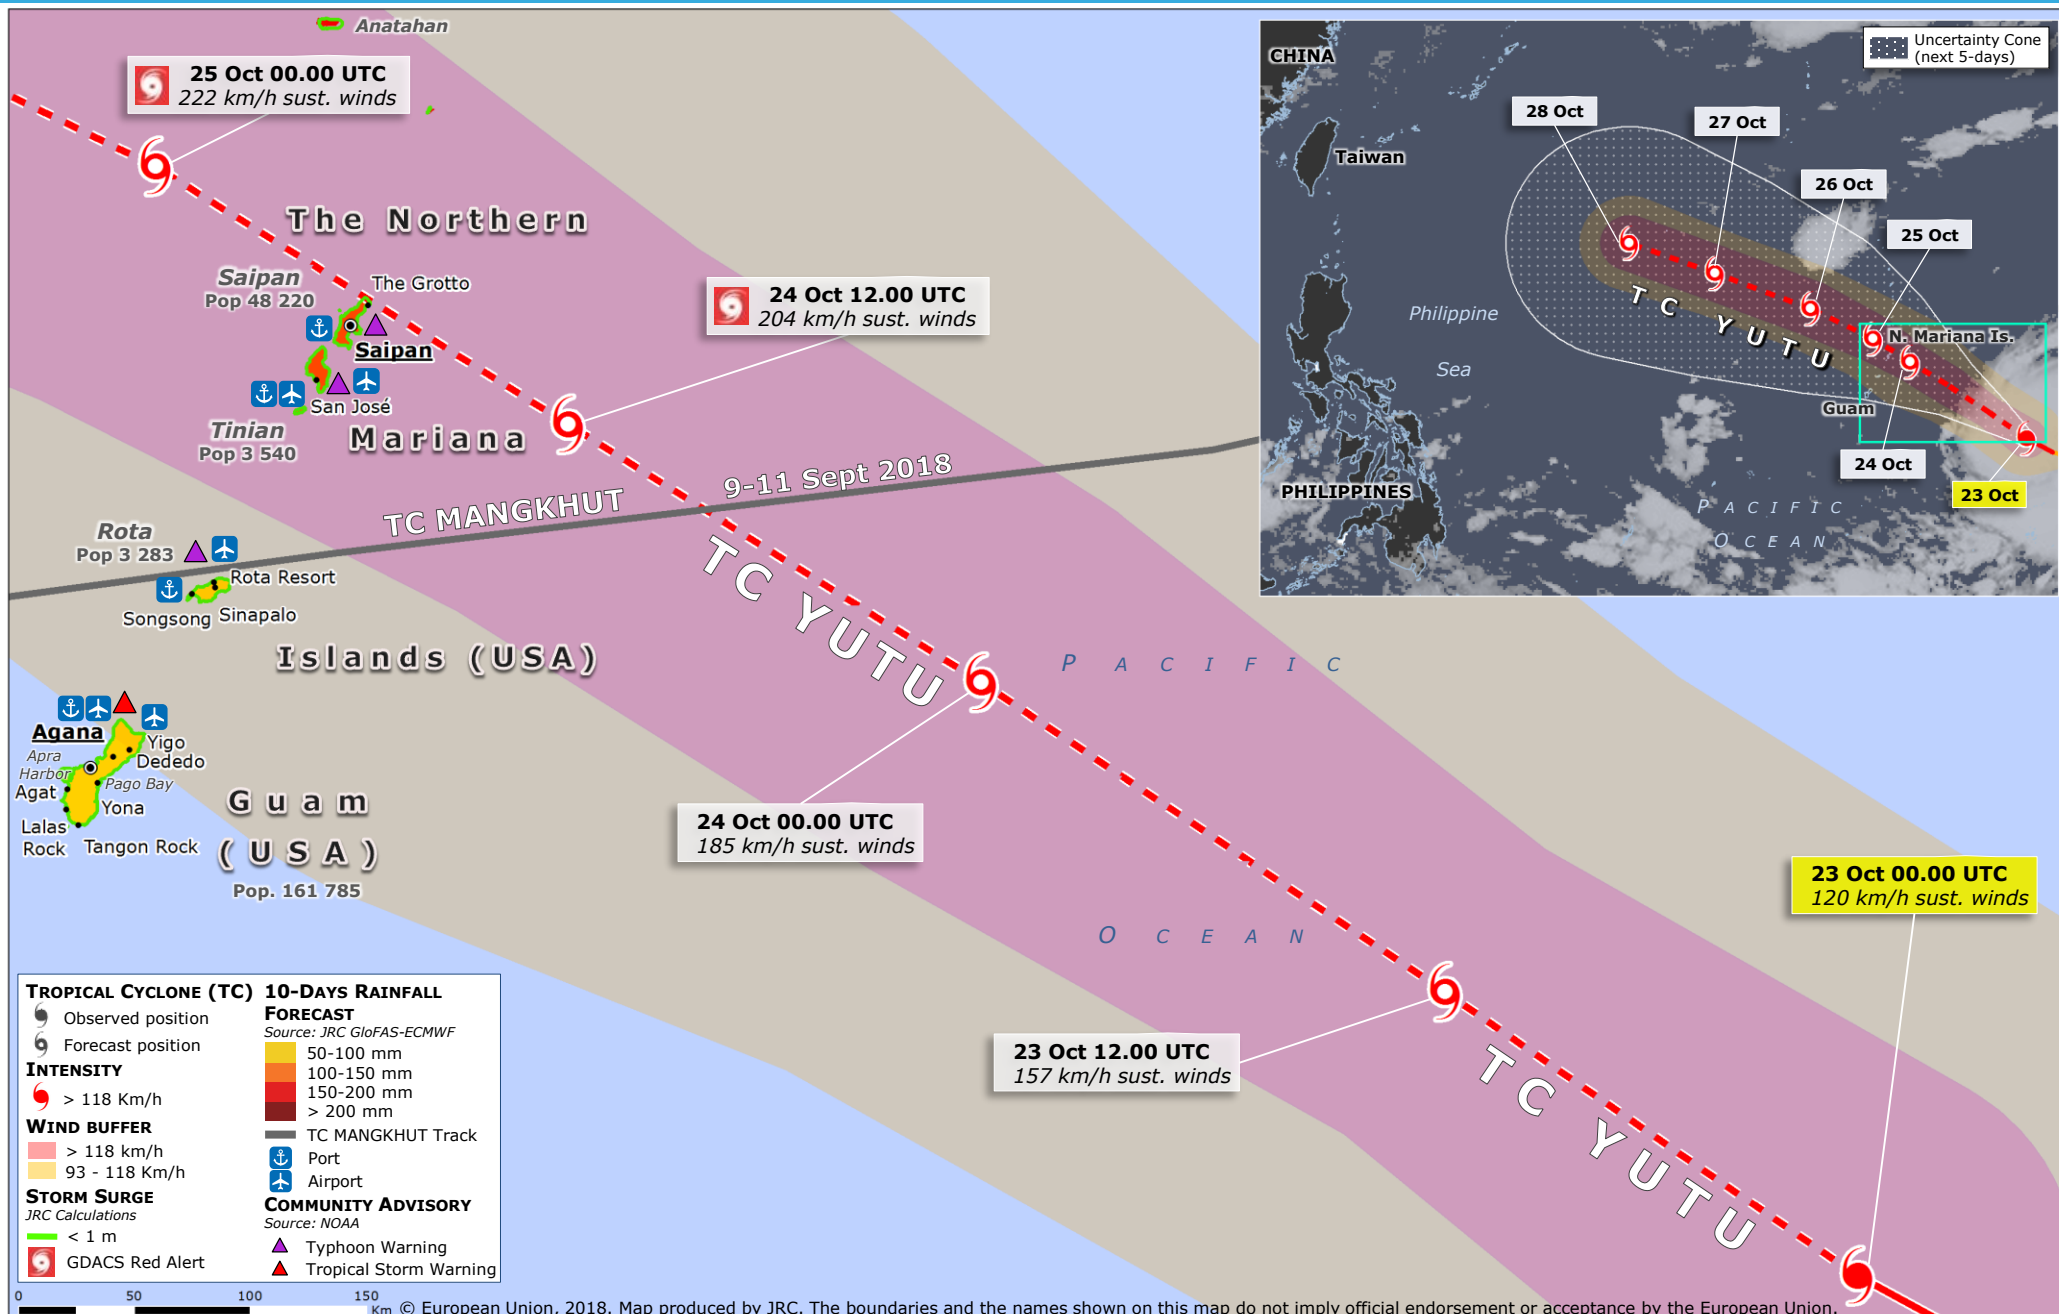 Anatahan
25 Oct 00.00 UTC
222 km/h sust. winds
The Northern
Saipan
Pop 48 220
The Grotto
Saipan
San José
Tinian
Pop 3 540
Mariana
24 Oct 12.00 UTC
204 km/h sust. winds
TC MANGKHUT
9-11 Sept 2018
Rota
Pop 3 283
Rota Resort
Songsong
Sinapalo
Islands (USA)
TC YUTU
PACIFIC
Agana
Yigo
Dededo
Apra
Harbor
Pago Bay
Agat
Yona
Lalas
Rock
Tangon Rock
Guam
(USA)
Pop. 161 785
24 Oct 00.00 UTC
185 km/h sust. winds
23 Oct 00.00 UTC
120 km/h sust. winds
OCEAN
23 Oct 12.00 UTC
157 km/h sust. winds
TC YUTU
CHINA
Uncertainty Cone
(next 5-days)
28 Oct
27 Oct
Taiwan
26 Oct
25 Oct
Philippine
Sea
TC YUTU
N. Mariana Is.
Guam
24 Oct
23 Oct
PHILIPPINES
PACIFIC
OCEAN
TROPICAL CYCLONE (TC)
Observed position
Forecast position
INTENSITY
> 118 Km/h
WIND BUFFER
> 118 km/h
93 - 118 Km/h
STORM SURGE
JRC Calculations
< 1 m
GDACS Red Alert
10-DAYS RAINFALL
FORECAST
Source: JRC GloFAS-ECMWF
50-100 mm
100-150 mm
150-200 mm
> 200 mm
TC MANGKHUT Track
Port
Airport
COMMUNITY ADVISORY
Source: NOAA
Typhoon Warning
Tropical Storm Warning
0 50 100 150
Km
© European Union, 2018. Map produced by JRC. The boundaries and the names shown on this map do not imply official endorsement or acceptance by the European Union.